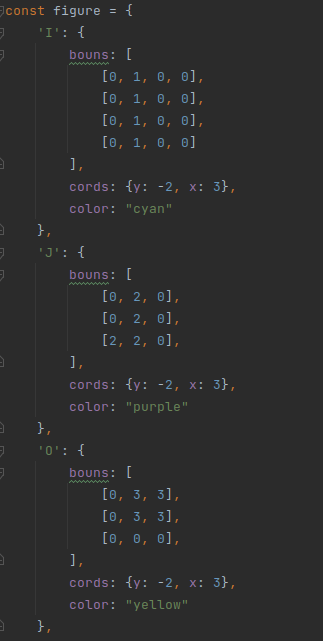 const figure = {
    'I': {
        bouns: [
            [0, 1, 0, 0],
            [0, 1, 0, 0],
            [0, 1, 0, 0],
            [0, 1, 0, 0]
        ],
        cords: {y: -2, x: 3},
        color: "cyan"
    },
    'J': {
        bouns: [
            [0, 2, 0],
            [0, 2, 0],
            [2, 2, 0],
        ],
        cords: {y: -2, x: 3},
        color: "purple"
    },
    'O': {
        bouns: [
            [0, 3, 3],
            [0, 3, 3],
            [0, 0, 0],
        ],
        cords: {y: -2, x: 3},
        color: "yellow"
    },